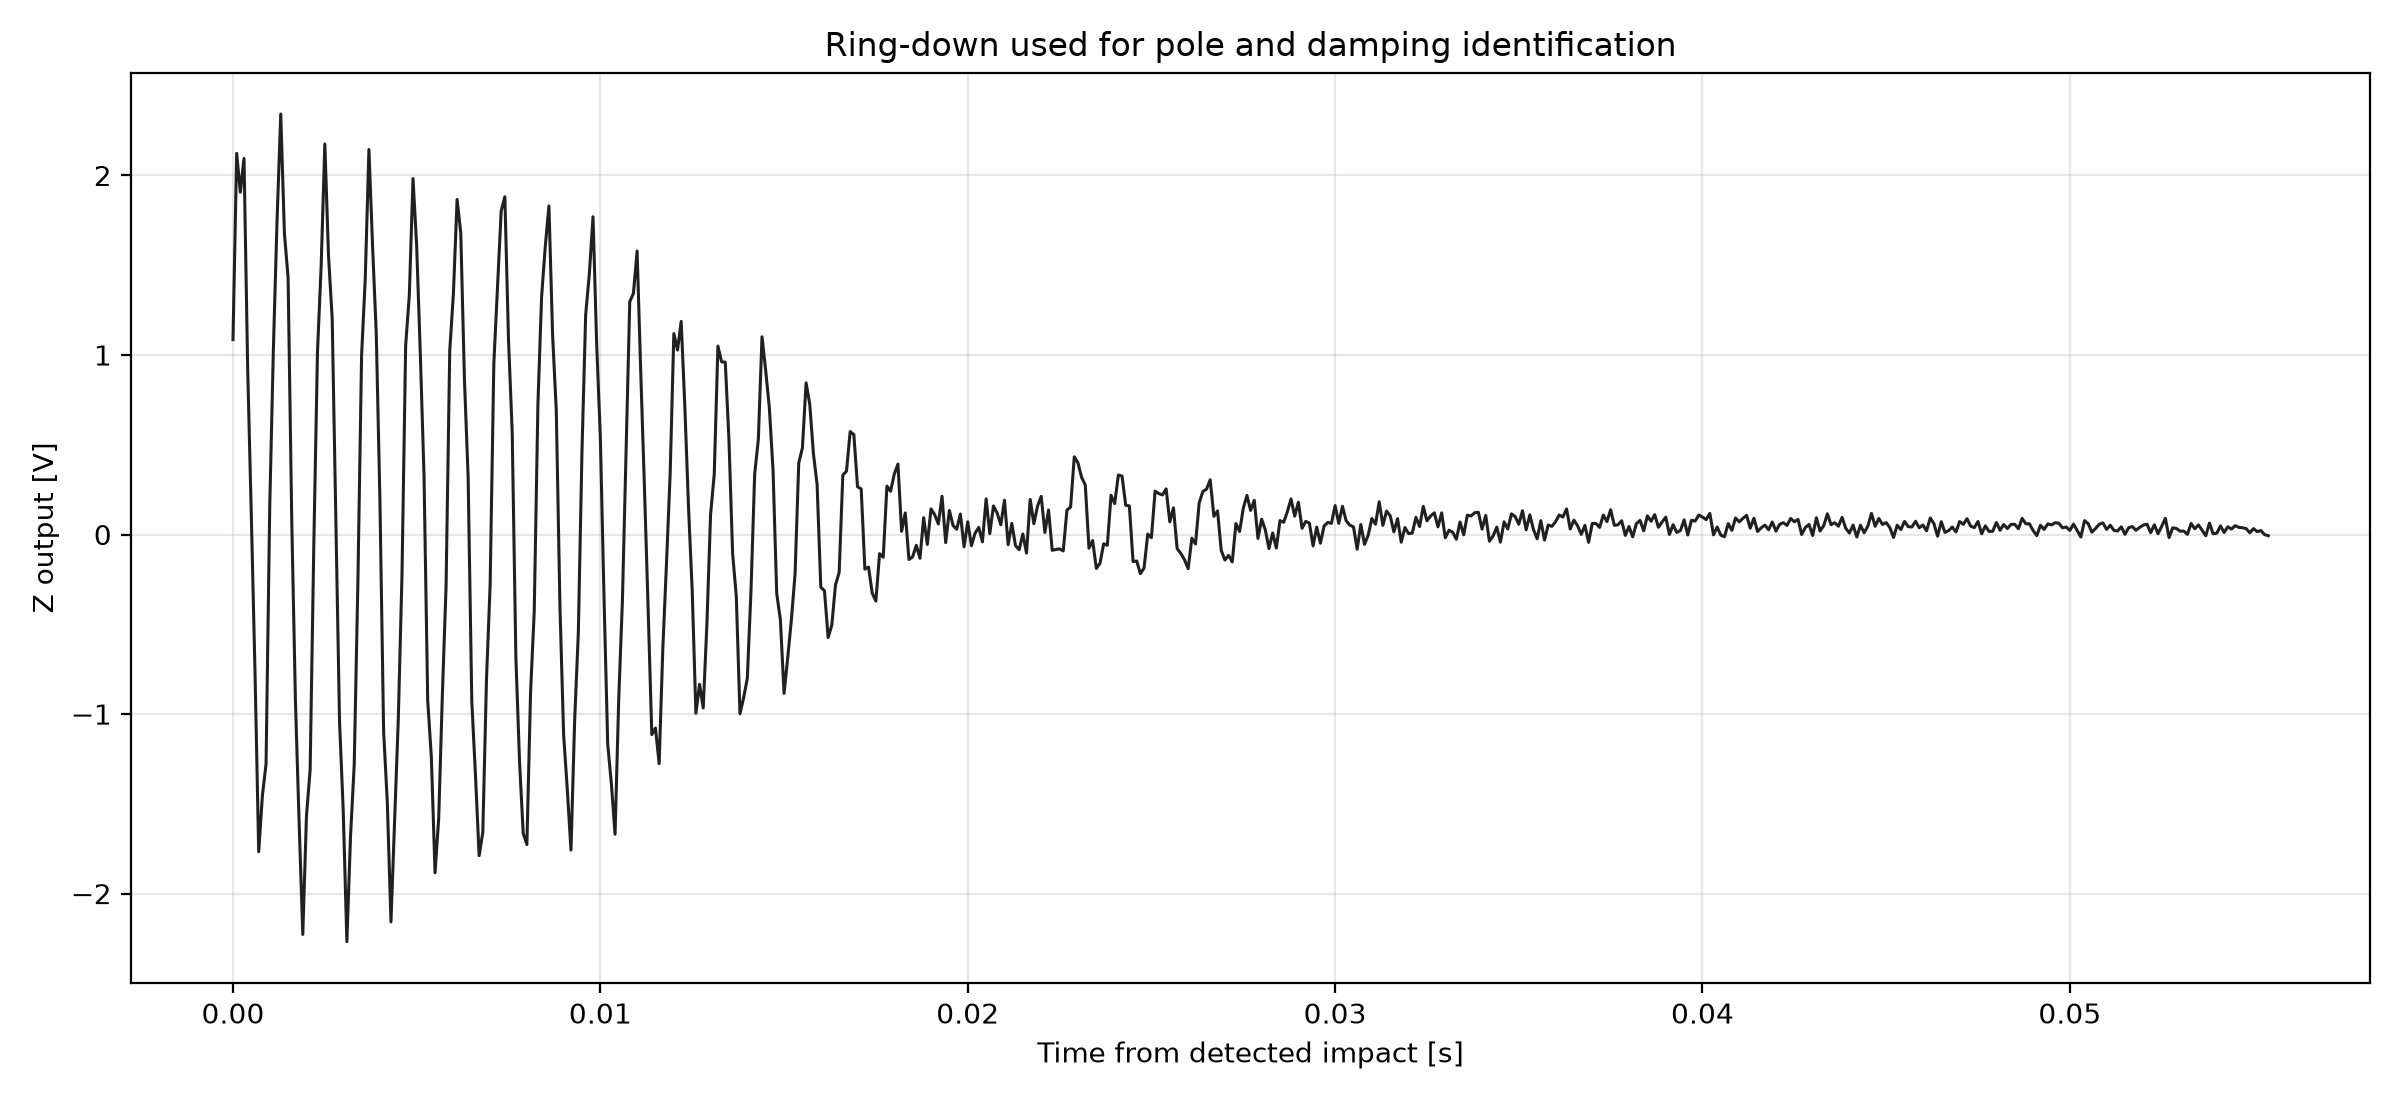 Ring-down used for pole and damping identification
Z output [V]
2
1
0
−1
−2
0.00 0.01 0.02 0.03 0.04 0.05
Time from detected impact [s]